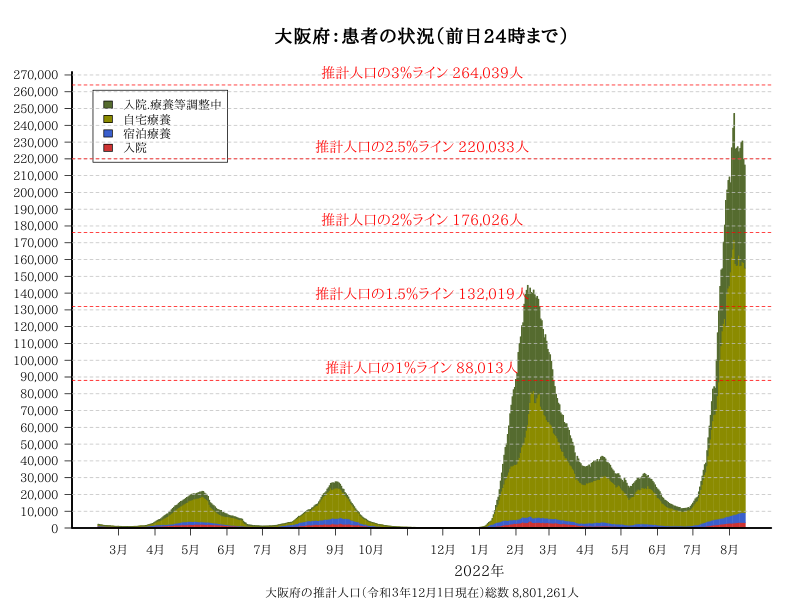 大阪府：患者の状況（前日24時まで）
270,000
260,000
250,000
240,000
230,000
220,000
210,000
200,000
190,000
180,000
170,000
160,000
150,000
140,000
130,000
120,000
110,000
100,000
90,000
80,000
70,000
60,000
50,000
40,000
30,000
20,000
10,000
0
推計人口の3%ライン 264,039人
推計人口の2.5%ライン 220,033人
推計人口の2%ライン 176,026人
推計人口の1.5%ライン 132,019人
推計人口の1%ライン 88,013人
入院,療養等調整中
自宅療養
宿泊療養
入院
3月 4月 5月 6月 7月 8月 9月 10月 12月 1月 2月 3月 4月 5月 6月 7月 8月
2022年
大阪府の推計人口（令和3年12月1日現在）総数 8,801,261人